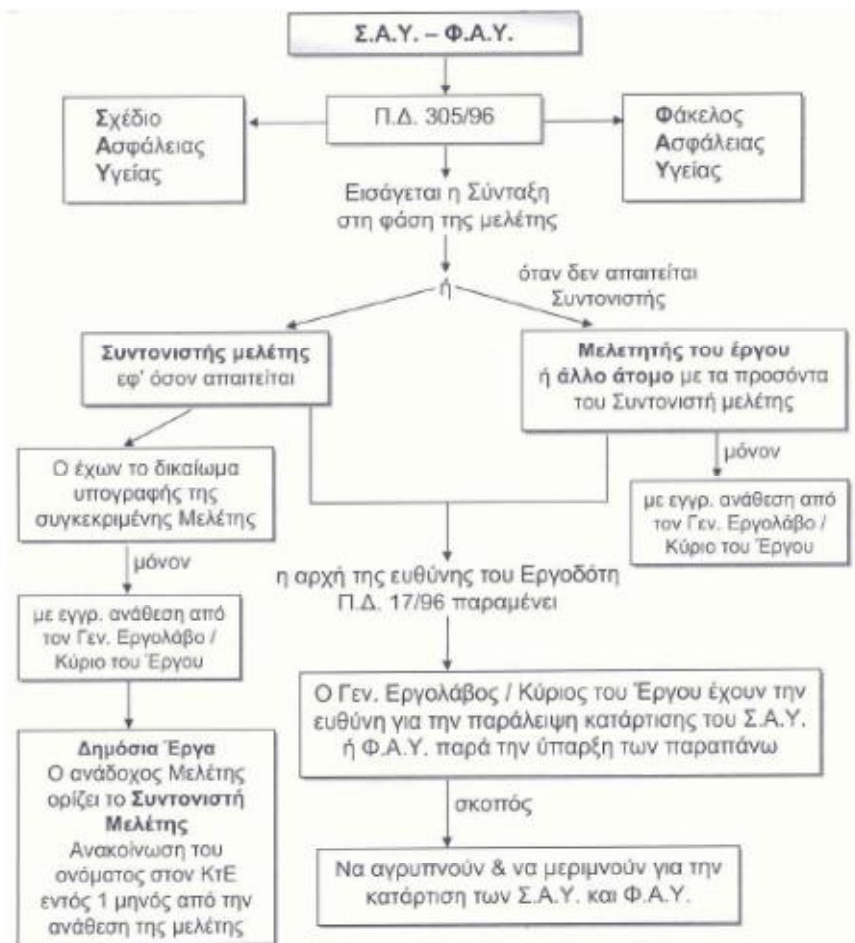 Σ.Α.Υ. – Φ.Α.Υ.
Σχέδιο
Ασφάλειας
Υγείας
Π.Δ. 305/96
Φάκελος
Ασφάλειας
Υγείας
Εισάγεται η Σύνταξη
στη φάση της μελέτης
ή
όταν δεν απαιτείται
Συντονιστής
Συντονιστής μελέτης
εφ' όσον απαιτείται
Μελετητής του έργου
ή άλλο άτομο με τα προσόντα
του Συντονιστή μελέτης
Ο έχων το δικαίωμα
υπογραφής της
συγκεκριμένης Μελέτης
μόνον
με εγγρ. ανάθεση από
τον Γεν. Εργολάβο /
Κύριο του Έργου
μόνον
με εγγρ. ανάθεση από
τον Γεν. Εργολάβο /
Κύριο του Έργου
η αρχή της ευθύνης του Εργοδότη
Π.Δ. 17/96 παραμένει
Ο Γεν. Εργολάβος / Κύριος του Έργου έχουν την
ευθύνη για την παράλειψη κατάρτισης του Σ.Α.Υ.
ή Φ.Α.Υ. παρά την ύπαρξη των παραπάνω
Δημόσια Έργα
Ο ανάδοχος Μελέτης
ορίζει το Συντονιστή
Μελέτης
Ανακοίνωση του
ονόματος στον ΚτΕ
εντός 1 μηνός από την
ανάθεση της μελέτης
σκοπός
Να αγρυπνούν & να μεριμνούν για την
κατάρτιση των Σ.Α.Υ. και Φ.Α.Υ.